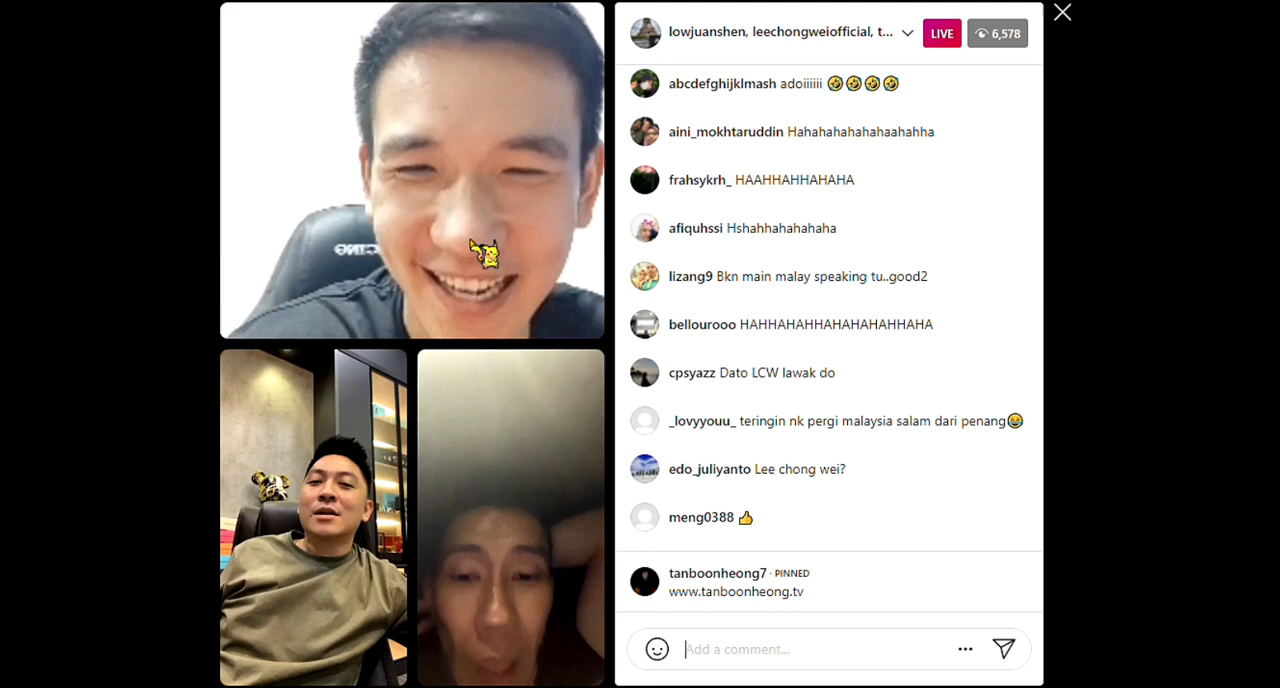 lowjuanshen, leechongweiofficial, t...
LIVE
6,578
abcdefghijklmash adoiiiiii 🤣🤣🤣🤣
aini_mokhtaruddin Hahahahahahahaahahha
frahsykrh_ HAAHHAHHAHAHA
afiquhssi Hshahhahahahaha
lizang9 Bkn main malay speaking tu..good2
bellourooo HAHHAHAHHAHAHAHAHHAHA
cpsyazz Dato LCW lawak do
_lovyyouu_ teringin nk pergi malaysia salam dari penang😂
edo_juliyanto Lee chong wei?
meng0388 👍
tanboonheong7 · PINNED
www.tanboonheong.tv
Add a comment...